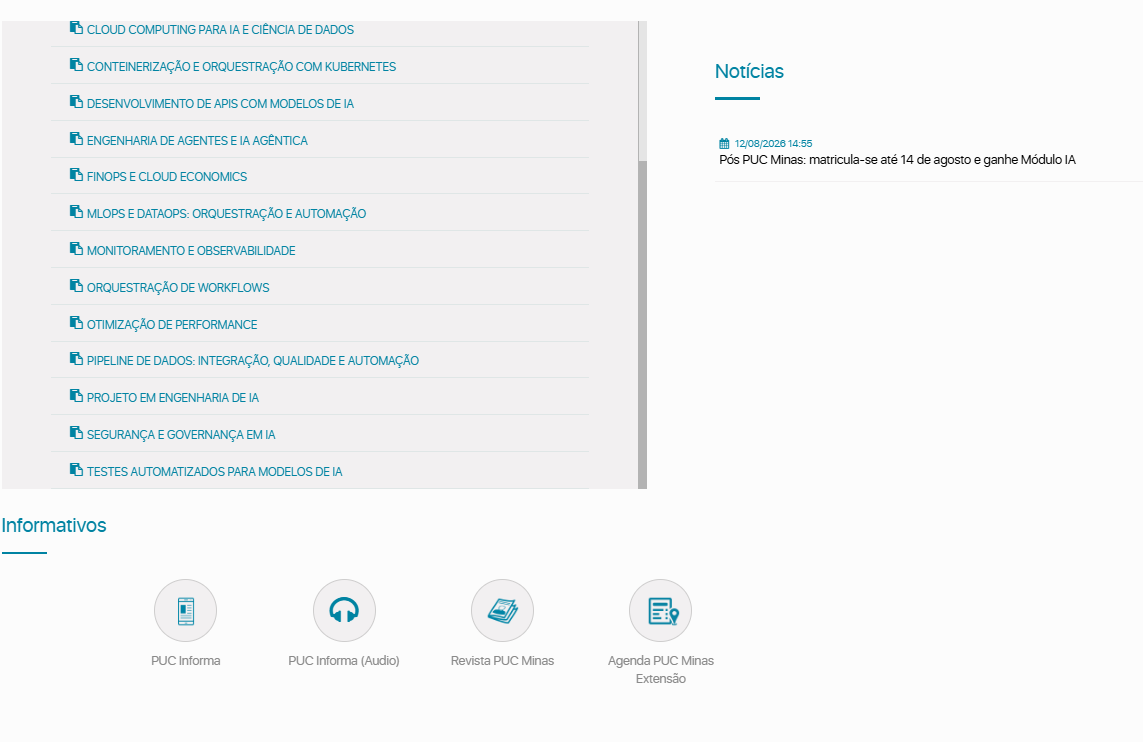 CLOUD COMPUTING PARA IA E CIÊNCIA DE DADOS
CONTEINERIZAÇÃO E ORQUESTRAÇÃO COM KUBERNETES
DESENVOLVIMENTO DE APIS COM MODELOS DE IA
ENGENHARIA DE AGENTES E IA AGÊNTICA
FINOPS E CLOUD ECONOMICS
MLOPS E DATAOPS: ORQUESTRAÇÃO E AUTOMAÇÃO
MONITORAMENTO E OBSERVABILIDADE
ORQUESTRAÇÃO DE WORKFLOWS
OTIMIZAÇÃO DE PERFORMANCE
PIPELINE DE DADOS: INTEGRAÇÃO, QUALIDADE E AUTOMAÇÃO
PROJETO EM ENGENHARIA DE IA
SEGURANÇA E GOVERNANÇA EM IA
TESTES AUTOMATIZADOS PARA MODELOS DE IA
Notícias
12/08/2026 14:55
Pós PUC Minas: matricula-se até 14 de agosto e ganhe Módulo IA
Informativos
PUC Informa
PUC Informa (Audio)
Revista PUC Minas
Agenda PUC Minas
Extensão